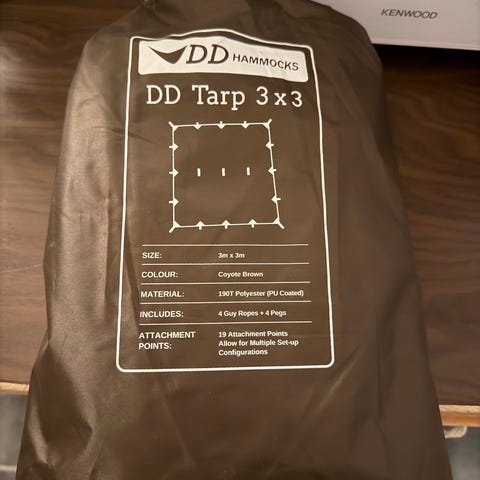 KENWOOD
DD HAMMOCKS
DD Tarp 3x3
SIZE: 3m x 3m
COLOUR: Coyote Brown
MATERIAL: 190T Polyester (PU Coated)
INCLUDES: 4 Guy Ropes + 4 Pegs
ATTACHMENT POINTS: 19 Attachment Points
Allow for Multiple Set-up
Configurations